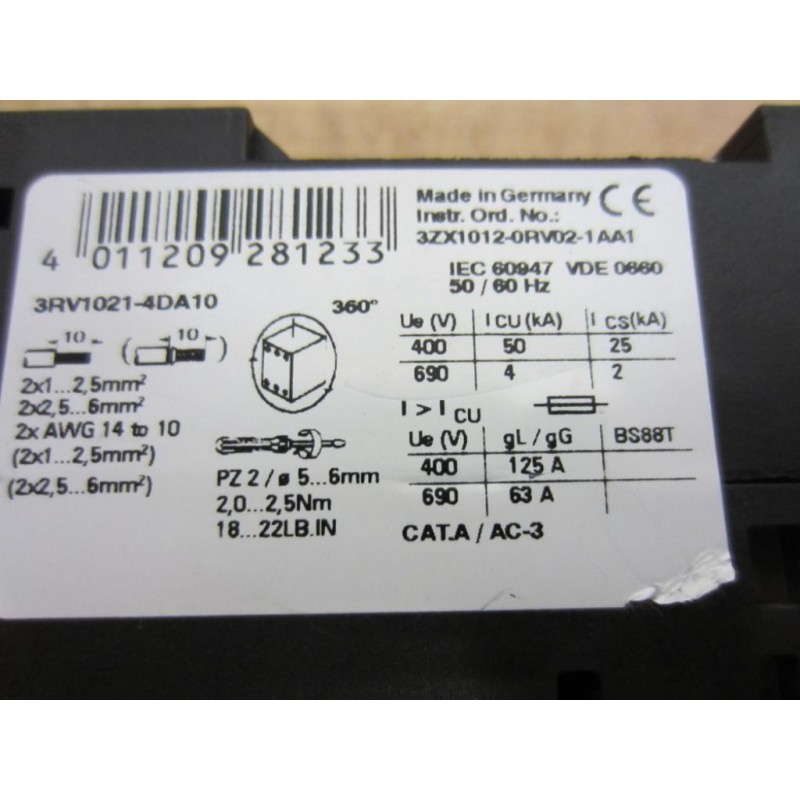 4 011209 281233
Made in Germany CE
Instr. Ord. No.:
3ZX1012-0RV02-1AA1
IEC 60947 VDE 0660
50 / 60 Hz
3RV1021-4DA10
10 (10)
2x1...2,5mm²
2x2,5...6mm²
2x AWG 14 to 10
(2x1...2,5mm²)
(2x2,5...6mm²)
360°
PZ 2 / ø 5...6mm
2,0...2,5Nm
18...22LB.IN
Ue (V) I CU (kA) I CS(kA)
400 50 25
690 4 2
I > I CU
Ue (V) gL / gG BS88T
400 125 A
690 63 A
CAT.A / AC-3